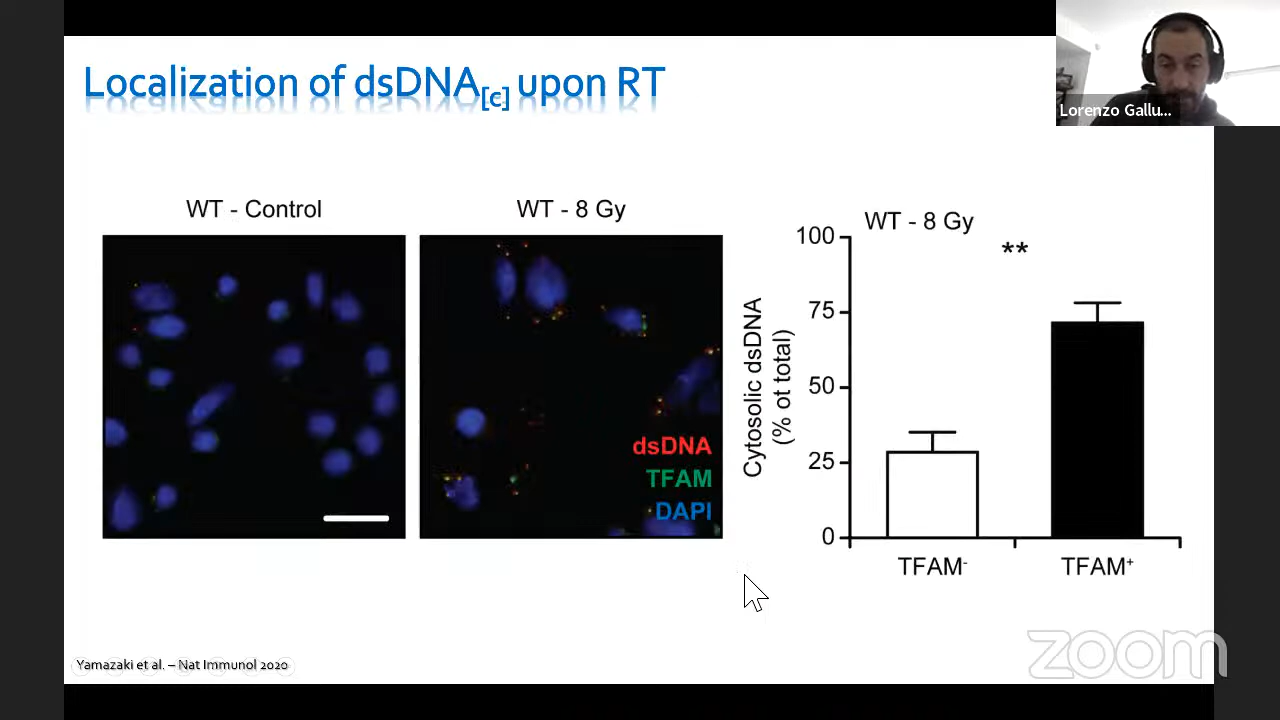 Localization of dsDNA[c] upon RT
Lorenzo Gallu...
WT - Control
WT - 8 Gy
dsDNA
TFAM
DAPI
WT - 8 Gy
**
Cytosolic dsDNA
(% ot total)
100
75
50
25
0
TFAM-
TFAM+
Yamazaki et al. – Nat Immunol 2020
zoom